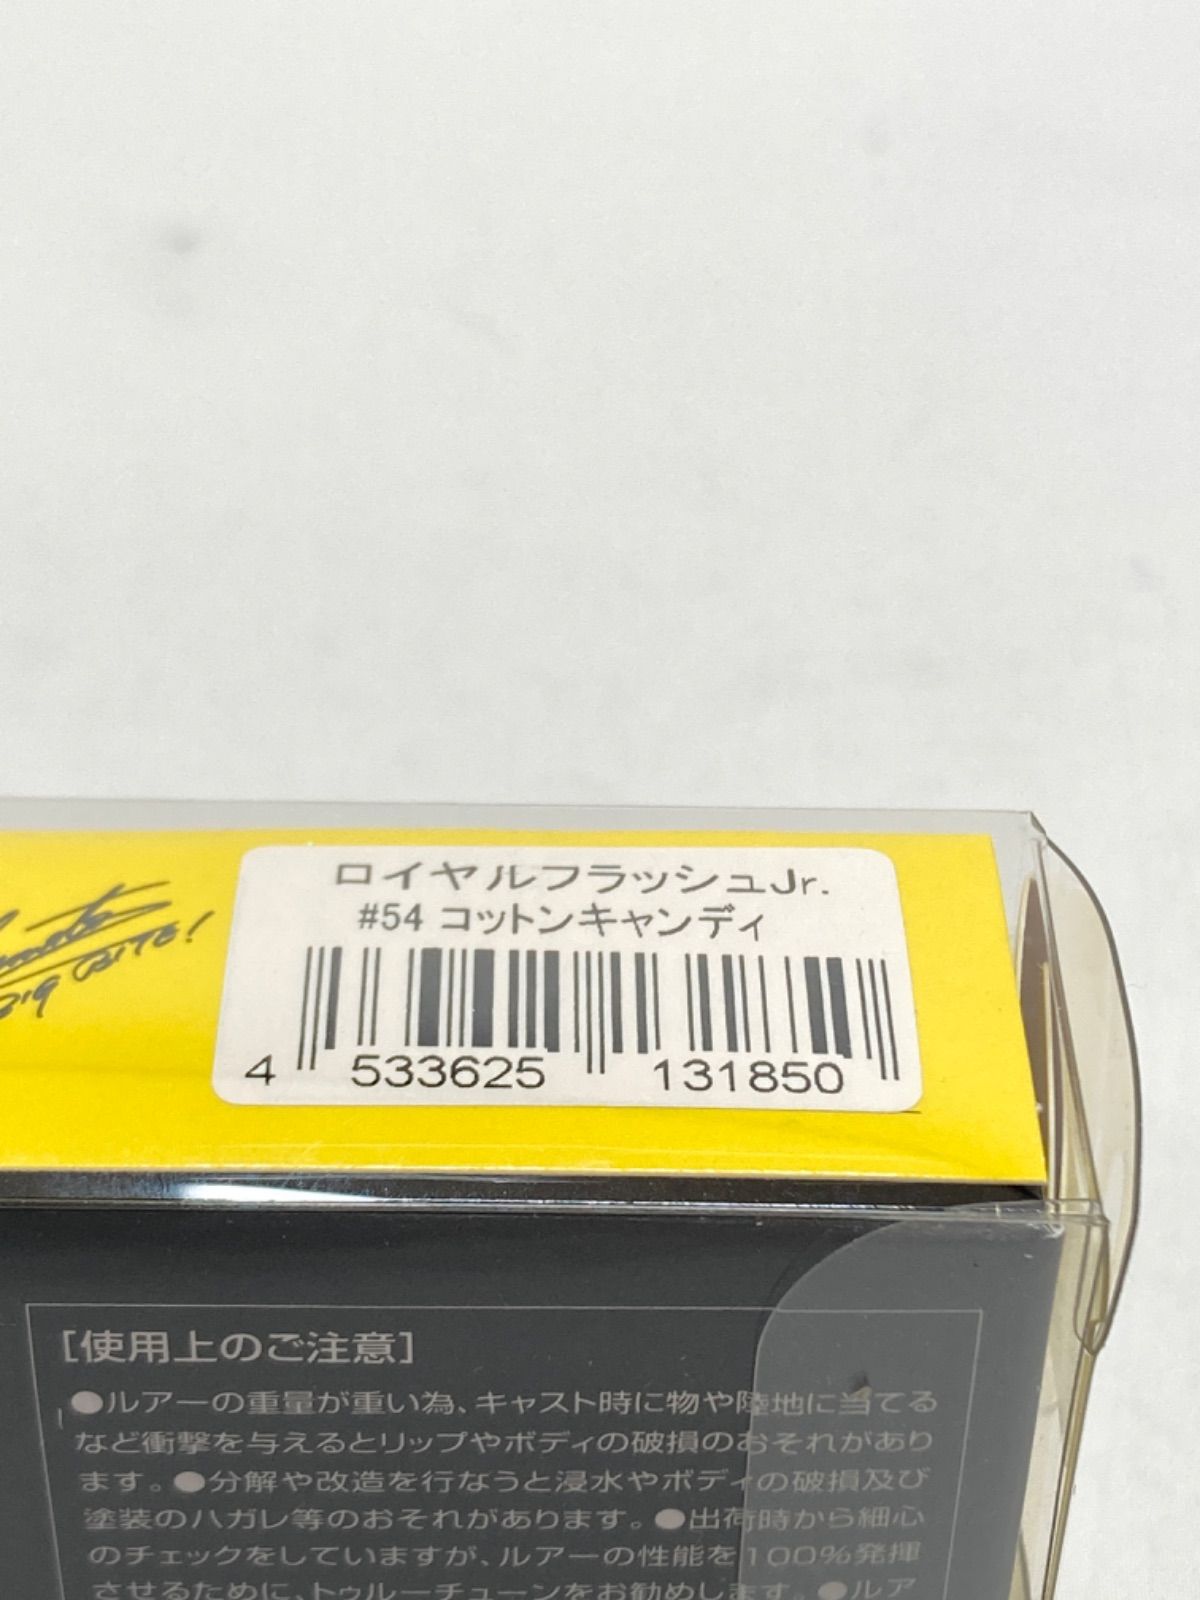 ロイヤルフラッシュJr.
#54 コットンキャンディ
BIG BITE!
4 533625 131850
[使用上のご注意]
●ルアーの重量が重い為、キャスト時に物や陸地に当てる
など衝撃を与えるとリップやボディの破損のおそれがあり
ます。●分解や改造を行なうと浸水やボディの破損及び
塗装のハガレ等のおそれがあります。●出荷時から細心
のチェックをしていますが、ルアーの性能を100%発揮
させるために、トゥルーチューンをお勧めします。●ルア